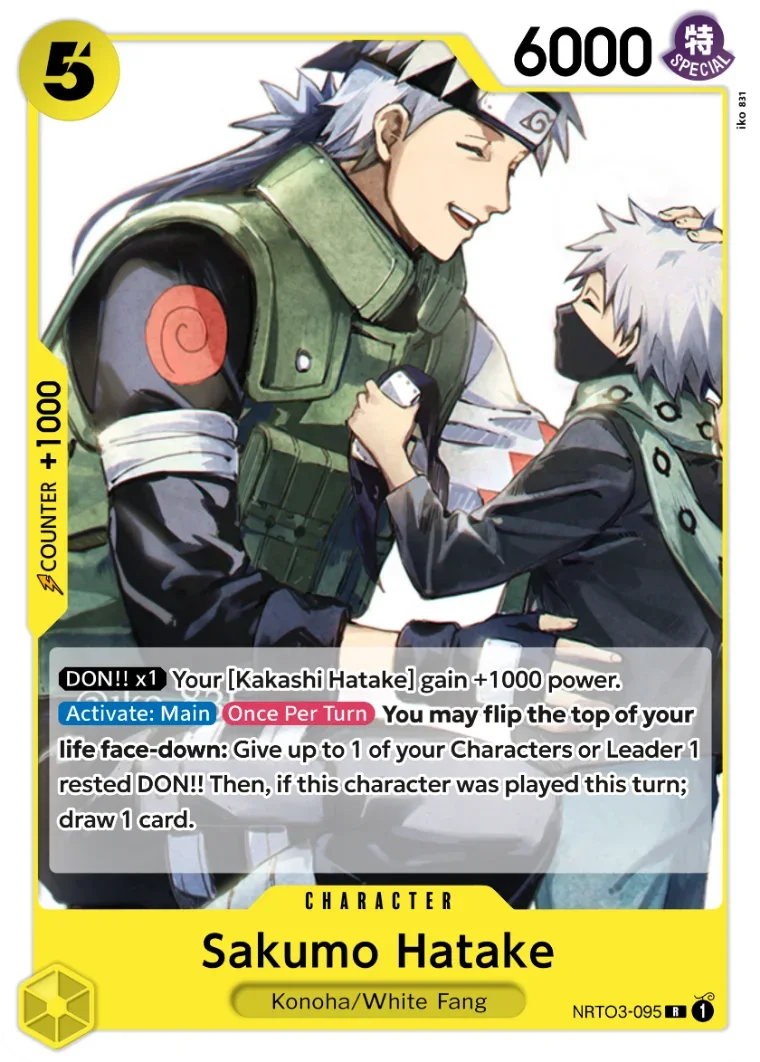 5
6000
特
SPECIAL
iko 831
COUNTER +1000
DON!! x1 Your [Kakashi Hatake] gain +1000 power.
Activate: Main Once Per Turn You may flip the top of your
life face-down: Give up to 1 of your Characters or Leader 1
rested DON!! Then, if this character was played this turn;
draw 1 card.
CHARACTER
Sakumo Hatake
Konoha/White Fang
NRTO3-095 R 1